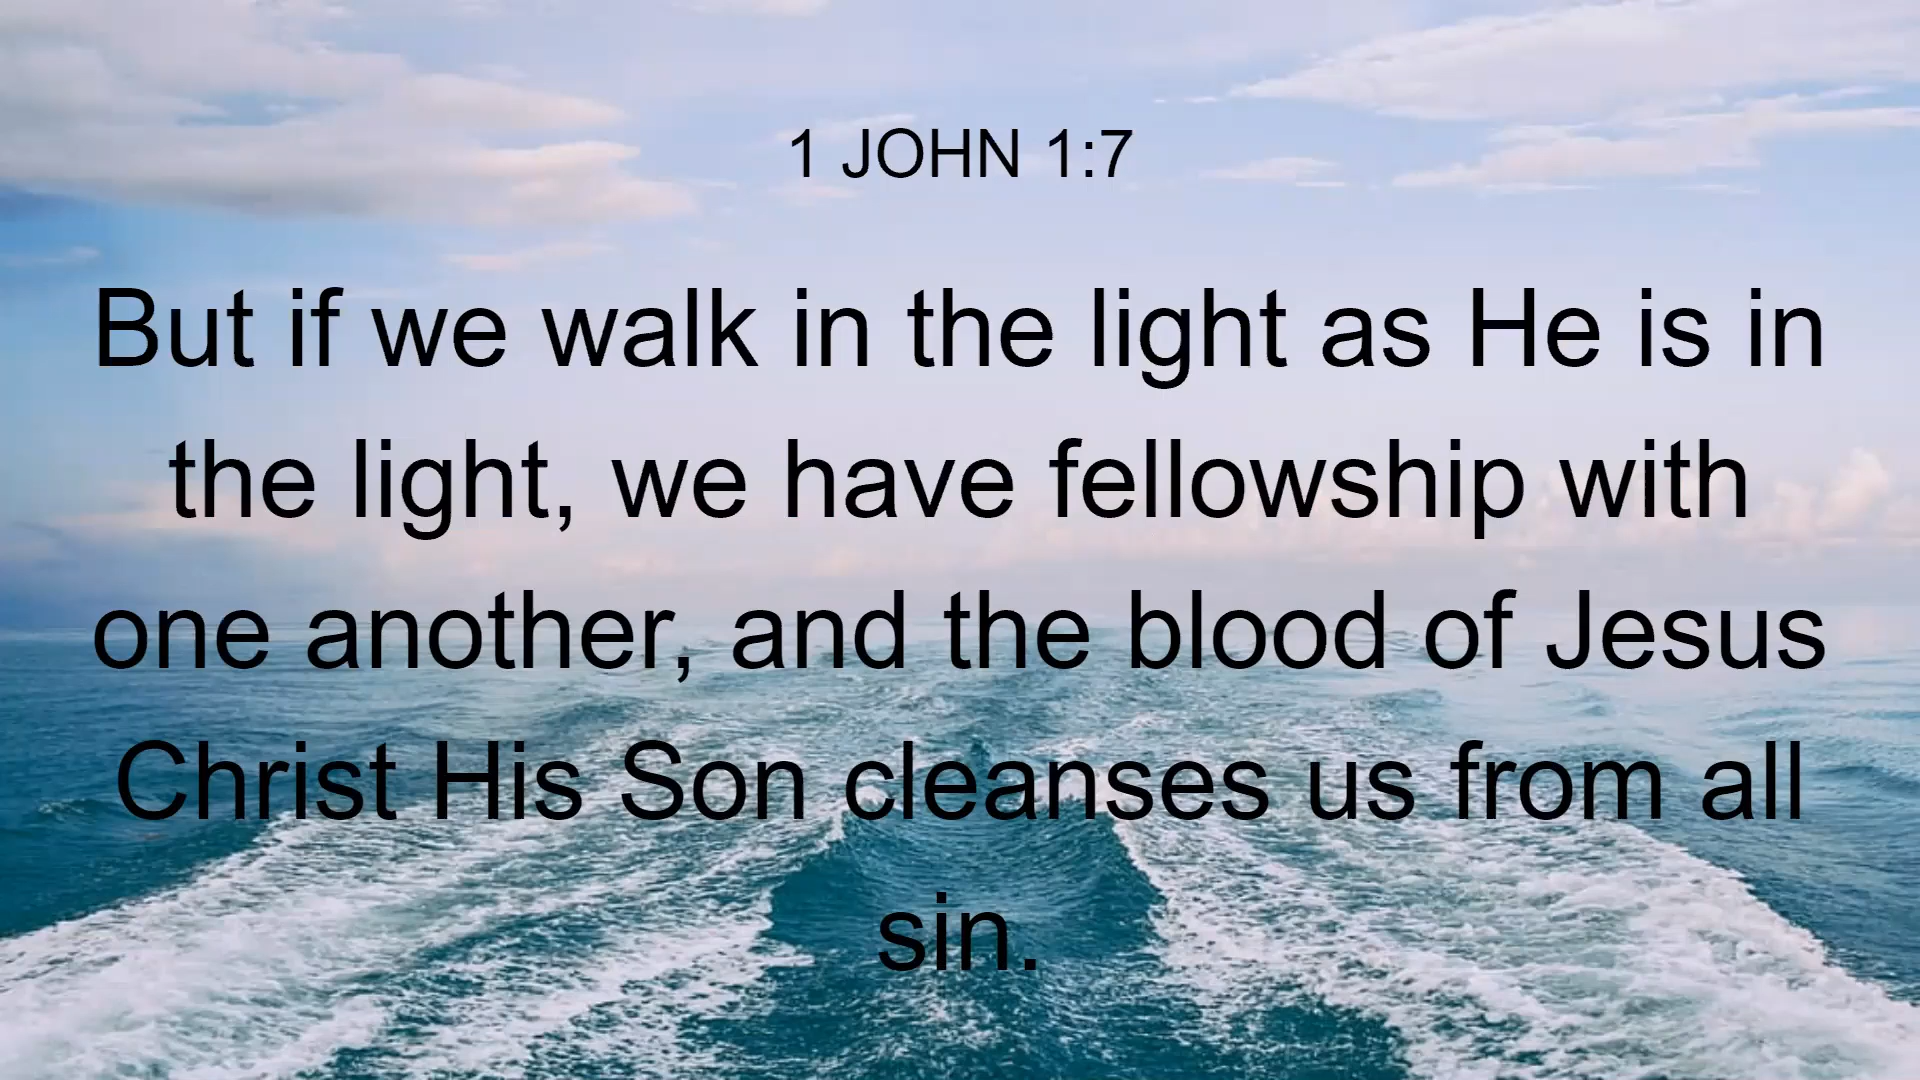 1 JOHN 1:7
But if we walk in the light as He is in
the light, we have fellowship with
one another, and the blood of Jesus
Christ His Son cleanses us from all
sin.